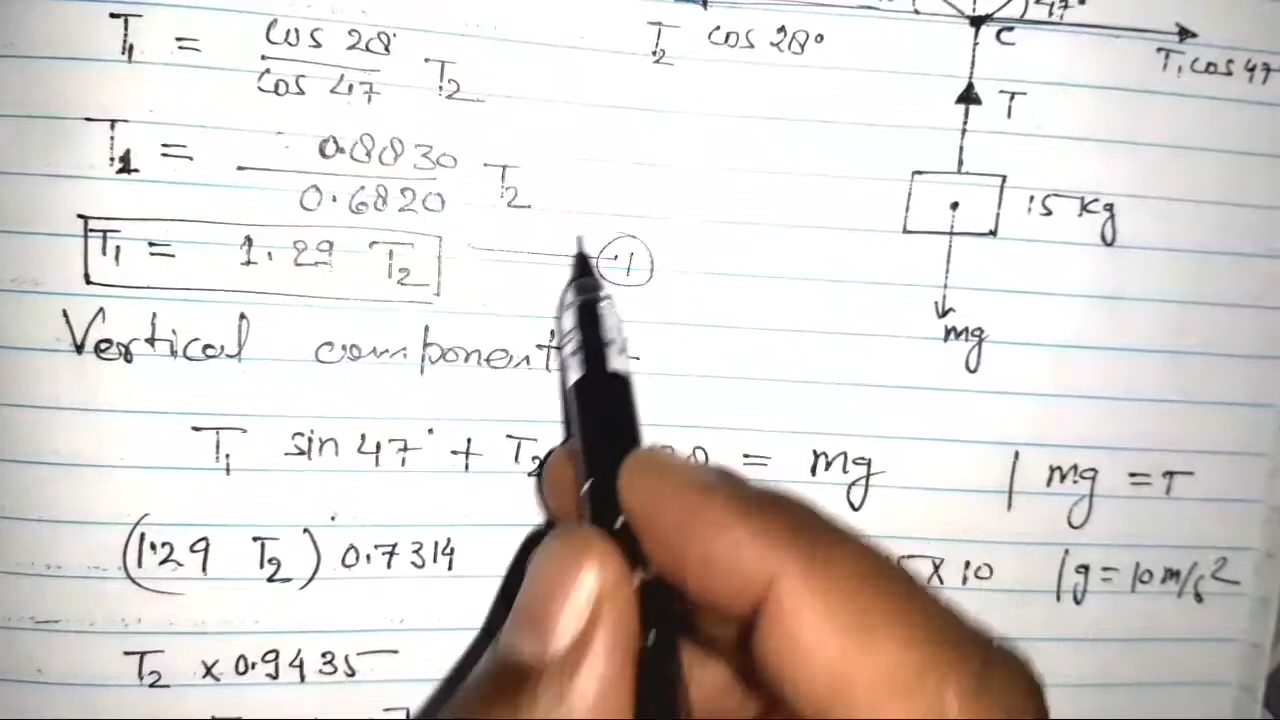 T1 = cos 28° / cos 47 T2
T2 cos 28°
47°
C
T1 cos 47
T
15 kg
mg
T1 = 0.8830 / 0.6820 T2
T1 = 1.29 T2 1
Vertical component
T1 sin 47° + T2 = mg | mg = T
(1.29 T2) 0.7314 × 10 | g = 10 m/s2
T2 × 0.9435